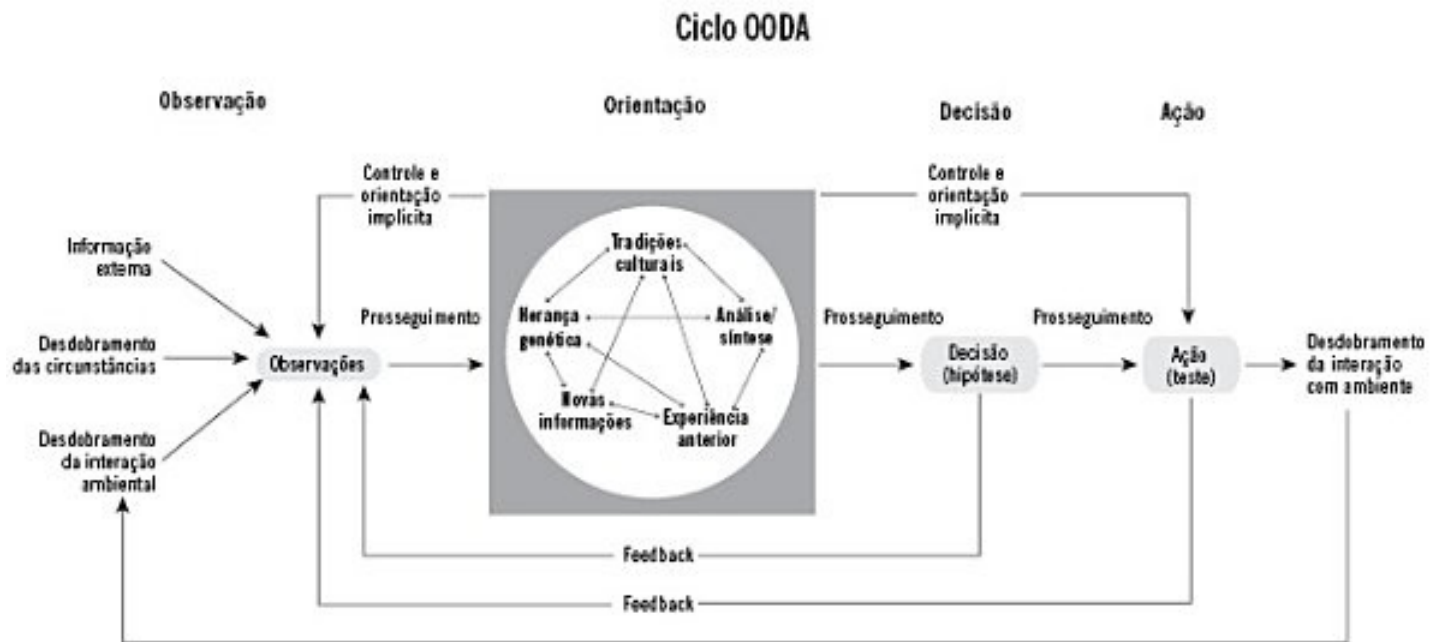 Ciclo OODA
Observação
Orientação
Decisão
Ação
Controle e
orientação
implícita
Controle e
orientação
implícita
Informação
externa
Tradições
culturais
Desdobramento
das circunstâncias
Observações
Prosseguimento
Herança
genética
Análise/
síntese
Prosseguimento
Decisão
(hipótese)
Prosseguimento
Ação
(teste)
Desdobramento
da interação
com ambiente
Novas
informações
Experiência
anterior
Desdobramento
da interação
ambiental
Feedback
Feedback